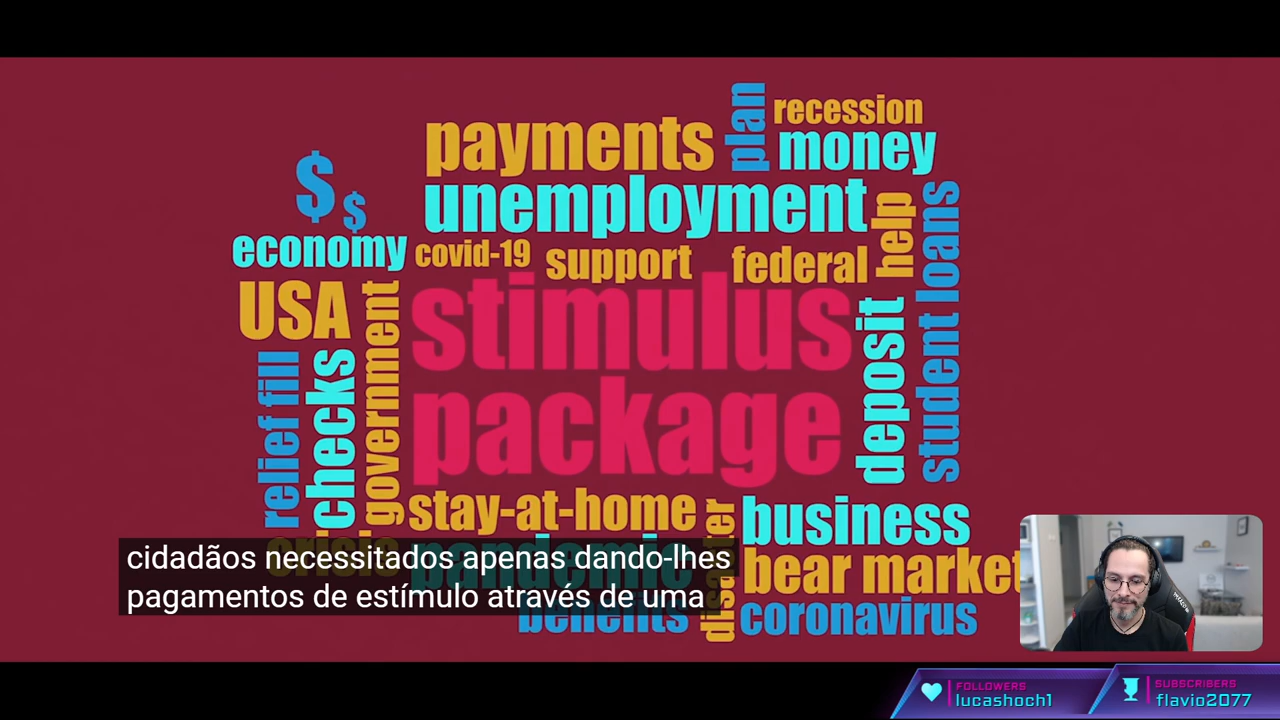 recession
plan
payments
money
$
unemployment
$
help
student loans
economy
covid-19
support
federal
USA
government
stimulus
deposit
relief fill
checks
package
stay-at-home
business
disaster
crisis
pandemic
bear market
benefits
coronavirus
cidadãos necessitados apenas dando-lhes
pagamentos de estímulo através de uma
FOLLOWERS
lucashoch1
SUBSCRIBERS
flavio2077